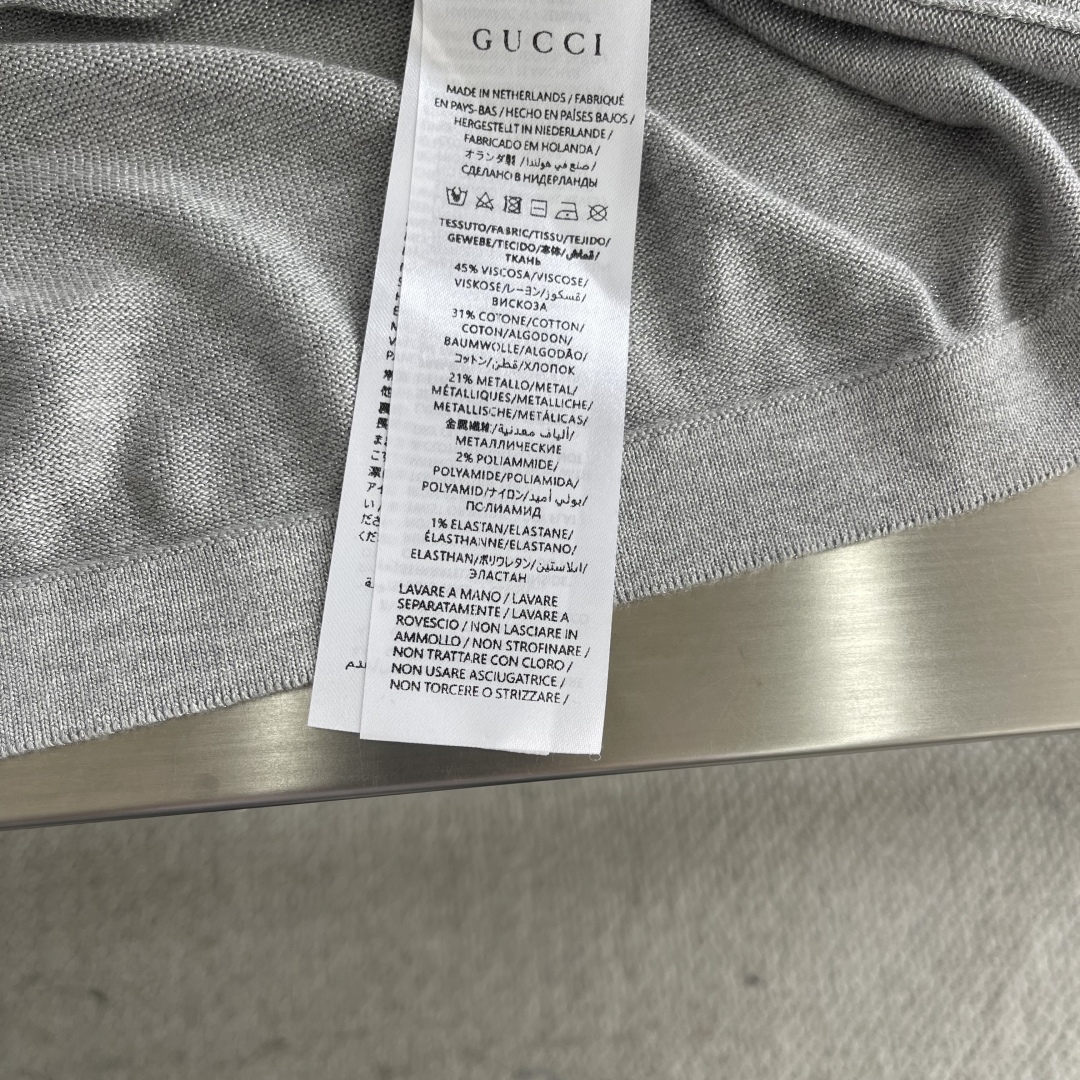 GUCCI
MADE IN NETHERLANDS / FABRIQUÉ
EN PAYS-BAS / HECHO EN PAÍSES BAJOS /
HERGESTELLT IN NIEDERLANDE /
FABRICADO EM HOLANDA /
オランダ製 / صنع في هولندا /
СДЕЛАНО В НИДЕРЛАНДЫ
TESSUTO/FABRIC/TISSU/TEJIDO/
GEWEBE/TECIDO/本体/قماش/
ТКАНЬ
45% VISCOSA/VISCOSE/
VISKOSE/レーヨン/فسكوز/
ВИСКОЗА
31% COTONE/COTTON/
COTON/ALGODON/
BAUMWOLLE/ALGODÃO/
コットン/قطن/ХЛОПОК
21% METALLO/METAL/
MÉTALLIQUES/METALLICHE/
METALLISCHE/METÁLICAS/
金属繊維/ألياف معدنية/
МЕТАЛЛИЧЕСКИЕ
2% POLIAMMIDE/
POLYAMIDE/POLIAMIDA/
POLYAMID/ナイロン/بولي أميد/
ПОЛИАМИД
1% ELASTAN/ELASTANE/
ÉLASTHANNE/ELASTANO/
ELASTHAN/ポリウレタン/ايلاستين/
ЭЛАСТАН
LAVARE A MANO / LAVARE
SEPARATAMENTE / LAVARE A
ROVESCIO / NON LASCIARE IN
AMMOLLO / NON STROFINARE /
NON TRATTARE CON CLORO /
NON USARE ASCIUGATRICE /
NON TORCERE O STRIZZARE /